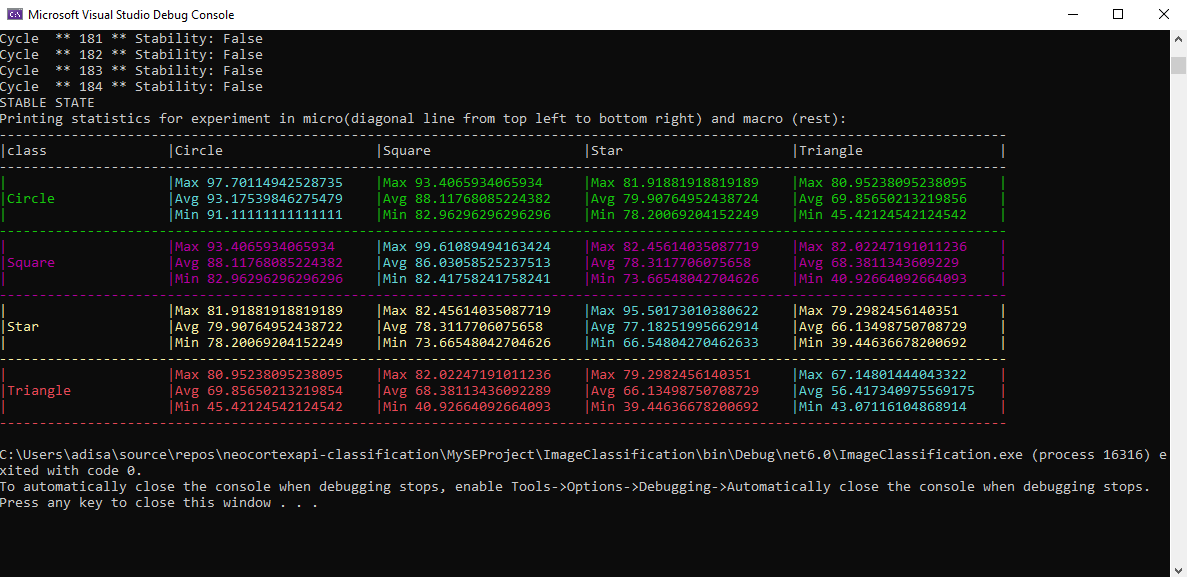 Microsoft Visual Studio Debug Console
Cycle  ** 181 ** Stability: False
Cycle  ** 182 ** Stability: False
Cycle  ** 183 ** Stability: False
Cycle  ** 184 ** Stability: False
STABLE STATE
Printing statistics for experiment in micro(diagonal line from top left to bottom right) and macro (rest):
|class |Circle |Square |Star |Triangle |
| |Max 97.70114942528735 |Max 93.4065934065934 |Max 81.91881918819189 |Max 80.95238095238095 |
|Circle |Avg 93.17539846275479 |Avg 88.11768085224382 |Avg 79.90764952438724 |Avg 69.85650213219856 |
| |Min 91.11111111111111 |Min 82.96296296296296 |Min 78.20069204152249 |Min 45.42124542124542 |
| |Max 93.4065934065934 |Max 99.61089494163424 |Max 82.45614035087719 |Max 82.02247191011236 |
|Square |Avg 88.11768085224382 |Avg 86.03058525237513 |Avg 78.3117706075658 |Avg 68.3811343609229 |
| |Min 82.96296296296296 |Min 82.41758241758241 |Min 73.66548042704626 |Min 40.92664092664093 |
| |Max 81.91881918819189 |Max 82.45614035087719 |Max 95.50173010380622 |Max 79.2982456140351 |
|Star |Avg 79.90764952438722 |Avg 78.3117706075658 |Avg 77.18251995662914 |Avg 66.13498750708729 |
| |Min 78.20069204152249 |Min 73.66548042704626 |Min 66.54804270462633 |Min 39.44636678200692 |
| |Max 80.95238095238095 |Max 82.02247191011236 |Max 79.2982456140351 |Max 67.14801444043322 |
|Triangle |Avg 69.85650213219854 |Avg 68.38113436092289 |Avg 66.13498750708729 |Avg 56.417340975569175 |
| |Min 45.42124542124542 |Min 40.92664092664093 |Min 39.44636678200692 |Min 43.07116104868914 |
C:\Users\adisa\source\repos\neocortexapi-classification\MySEProject\ImageClassification\bin\Debug\net6.0\ImageClassification.exe (process 16316) e
xited with code 0.
To automatically close the console when debugging stops, enable Tools->Options->Debugging->Automatically close the console when debugging stops.
Press any key to close this window . . .